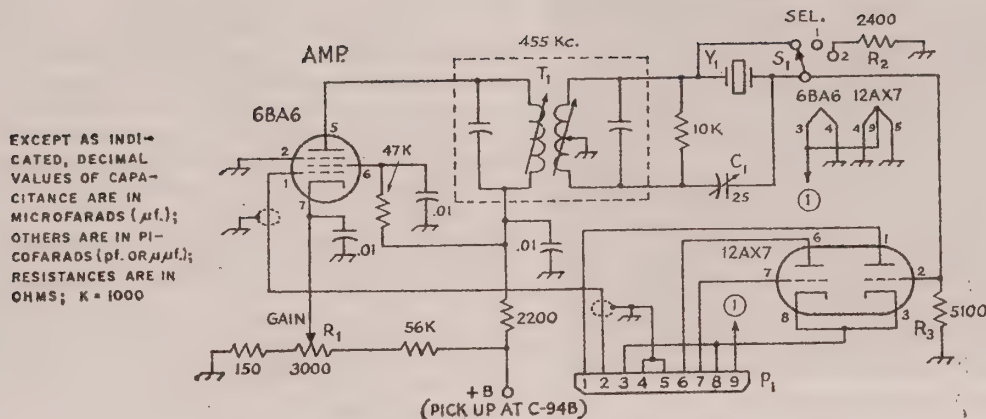 EXCEPT AS INDI-
CATED, DECIMAL
VALUES OF CAPA-
CITANCE ARE IN
MICROFARADS (µf.);
OTHERS ARE IN PI-
COFARADS (pf. OR µµf.);
RESISTANCES ARE IN
OHMS; K = 1000
AMP.
6BA6
5
2
1
6
7
47K
.01
.01
455 Kc.
T1
.01
10K
Y1
C1
25
SEL.
1
2
S1
2400
R2
6BA6 12AX7
3 4 4 9 5
1
12AX7
6 1
7 2
8 3
R3
5100
GAIN
R1
150
3000
56K
2200
+B
(PICK UP AT C-94B)
1
1 2 3 4 5 6 7 8 9
P1